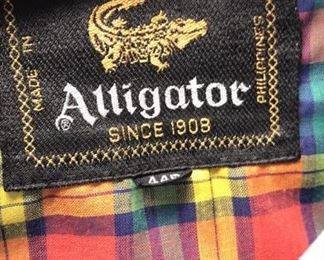 MADE IN
PHILIPPINES
Alligator
®
SINCE 1908